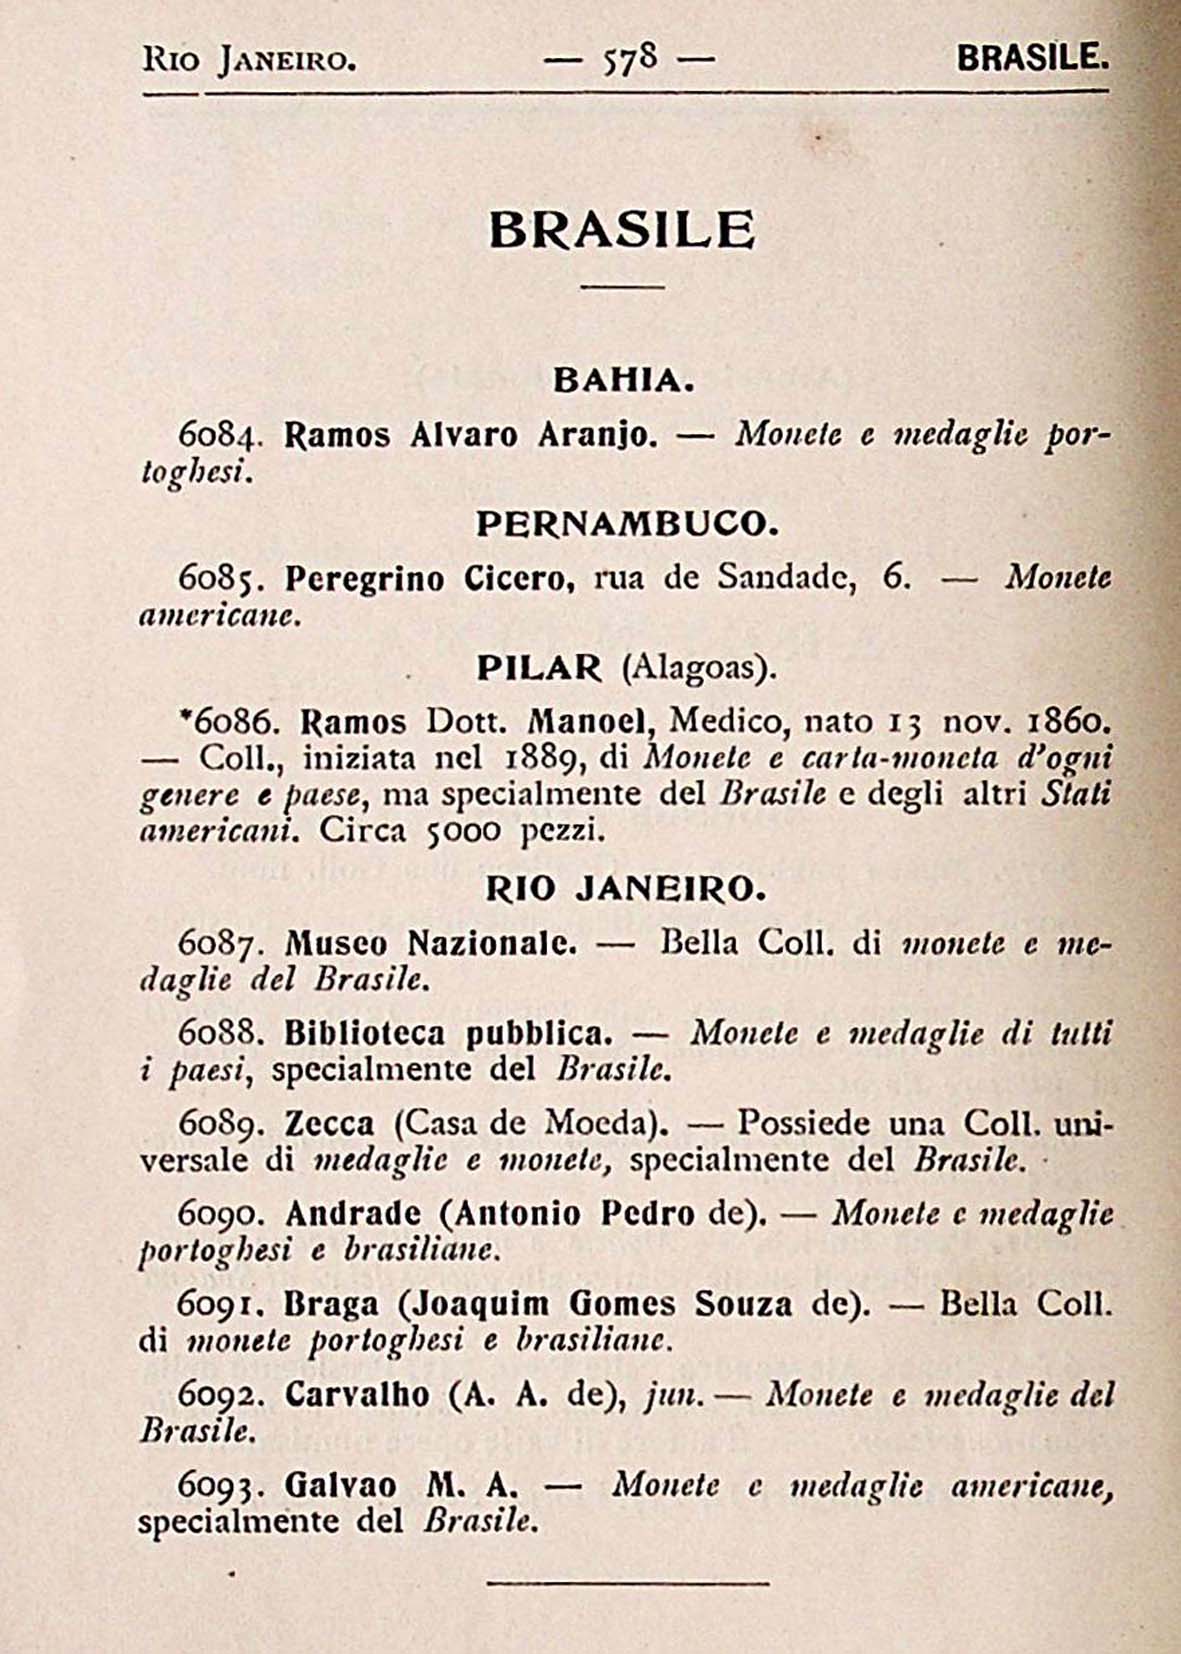 Rio Janeiro. — 578 — BRASILE.
BRASILE
BAHIA.
6084. Ramos Alvaro Aranjo. — Monete e medaglie por-
toghesi.
PERNAMBUCO.
6085. Peregrino Cicero, rua de Sandade, 6. — Monete
americane.
PILAR (Alagoas).
*6086. Ramos Dott. Manoel, Medico, nato 13 nov. 1860.
— Coll., iniziata nel 1889, di Monete e carta-moneta d'ogni
genere e paese, ma specialmente del Brasile e degli altri Stati
americani. Circa 5000 pezzi.
RIO JANEIRO.
6087. Museo Nazionale. — Bella Coll. di monete e me-
daglie del Brasile.
6088. Biblioteca pubblica. — Monete e medaglie di tutti
i paesi, specialmente del Brasile.
6089. Zecca (Casa de Moeda). — Possiede una Coll. uni-
versale di medaglie e monete, specialmente del Brasile.
6090. Andrade (Antonio Pedro de). — Monete e medaglie
portoghesi e brasiliane.
6091. Braga (Joaquim Gomes Souza de). — Bella Coll.
di monete portoghesi e brasiliane.
6092. Carvalho (A. A. de), jun. — Monete e medaglie del
Brasile.
6093. Galvao M. A. — Monete e medaglie americane,
specialmente del Brasile.